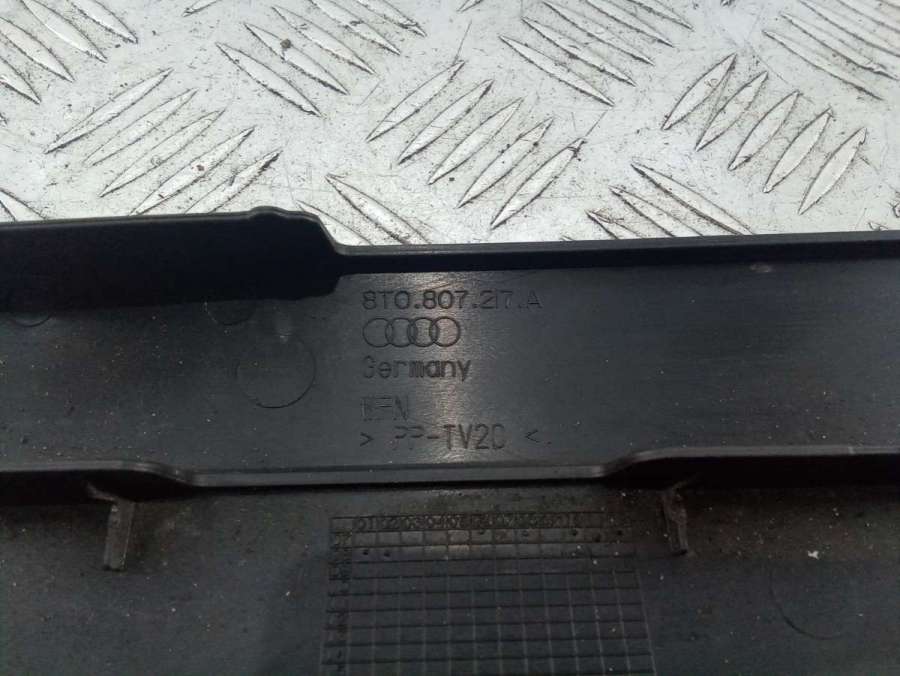 8T0.807.217.A
Germany
> PP-TV20 <